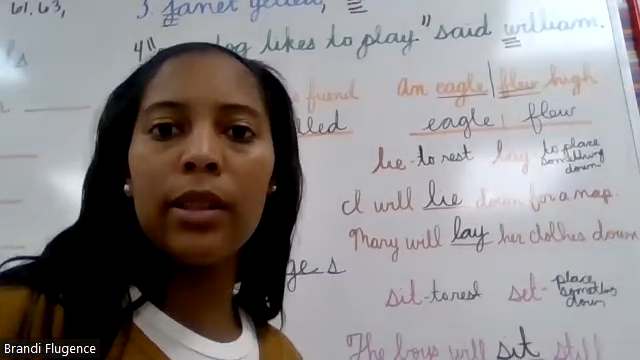 61, 63,
3. Janet yelled,
4" dog likes to play" said william.
friend
An eagle | flew high
lled
eagle | flew
lie - to rest lay to place something down
I will lie down for a nap.
Mary will lay her clothes down
ges
sit - to rest set - place something down
The boys will sit still
Brandi Flugence